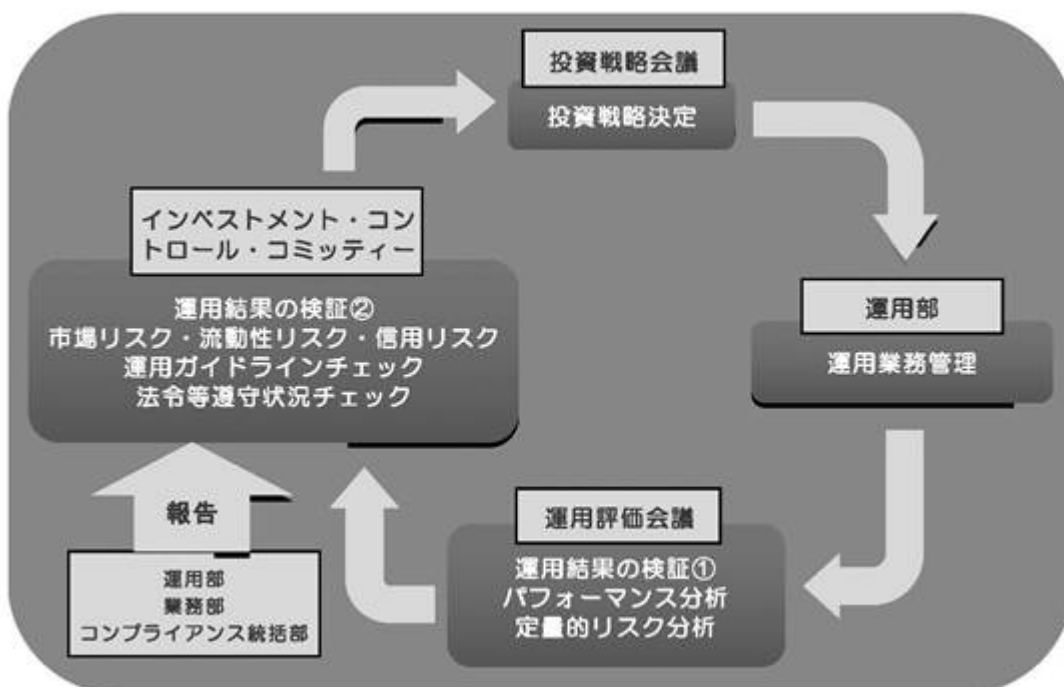 投資戦略会議
投資戦略決定
インベストメント・コン
トロール・コミッティー
運用結果の検証②
市場リスク・流動性リスク・信用リスク
運用ガイドラインチェック
法令等遵守状況チェック
運用部
運用業務管理
報告
運用部
業務部
コンプライアンス統括部
運用評価会議
運用結果の検証①
パフォーマンス分析
定量的リスク分析